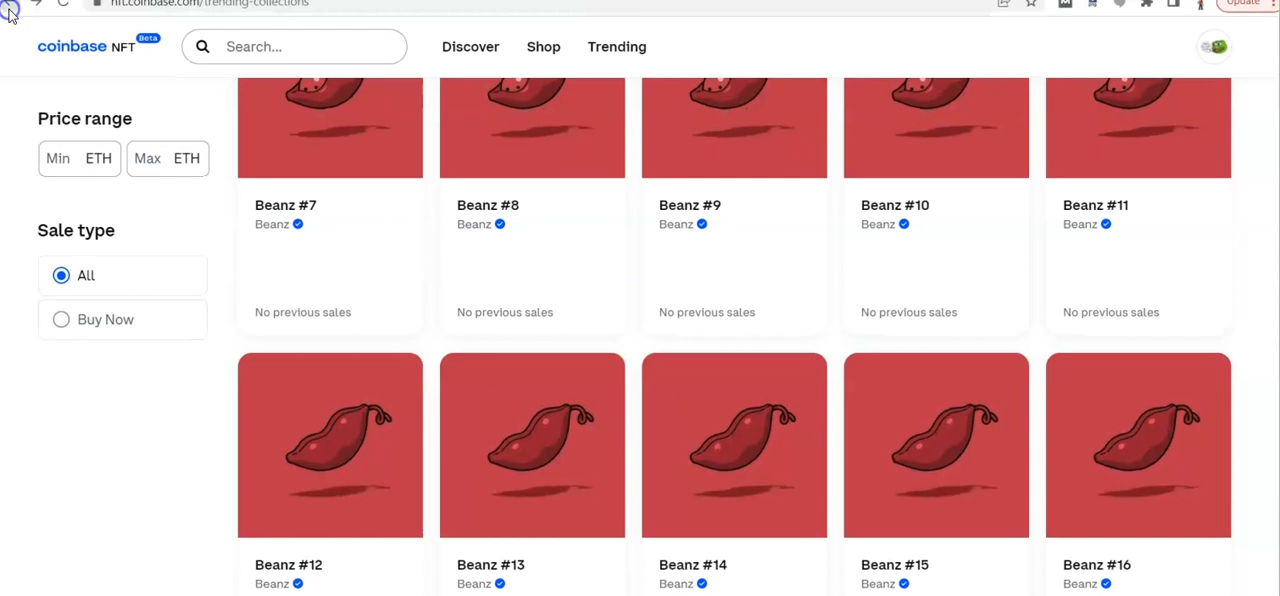 nft.coinbase.com/trending-collections
Update
coinbase NFT Beta
Search...
Discover
Shop
Trending
Price range
Min ETH
Max ETH
Sale type
All
Buy Now
Beanz #7
Beanz
No previous sales
Beanz #8
Beanz
No previous sales
Beanz #9
Beanz
No previous sales
Beanz #10
Beanz
No previous sales
Beanz #11
Beanz
No previous sales
Beanz #12
Beanz
Beanz #13
Beanz
Beanz #14
Beanz
Beanz #15
Beanz
Beanz #16
Beanz